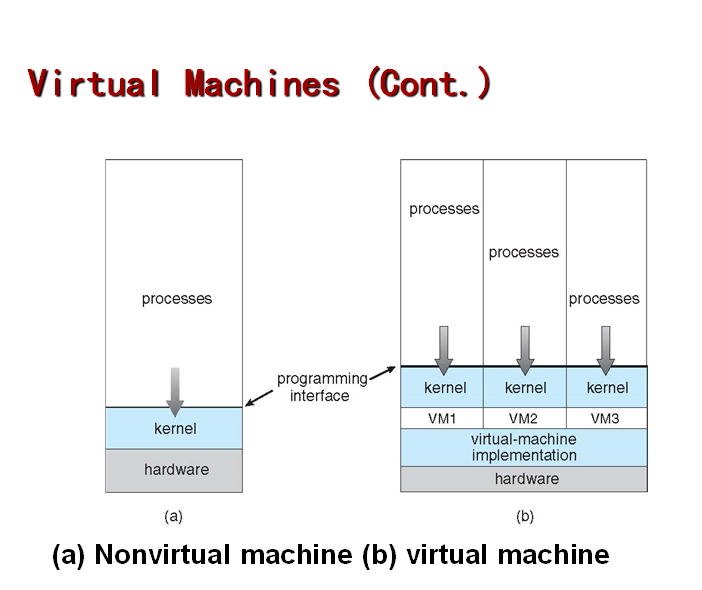 Virtual Machines (Cont.)
processes
programming
interface
kernel
hardware
(a)
processes
processes
processes
kernel kernel kernel
VM1 VM2 VM3
virtual-machine
implementation
hardware
(b)
(a) Nonvirtual machine (b) virtual machine